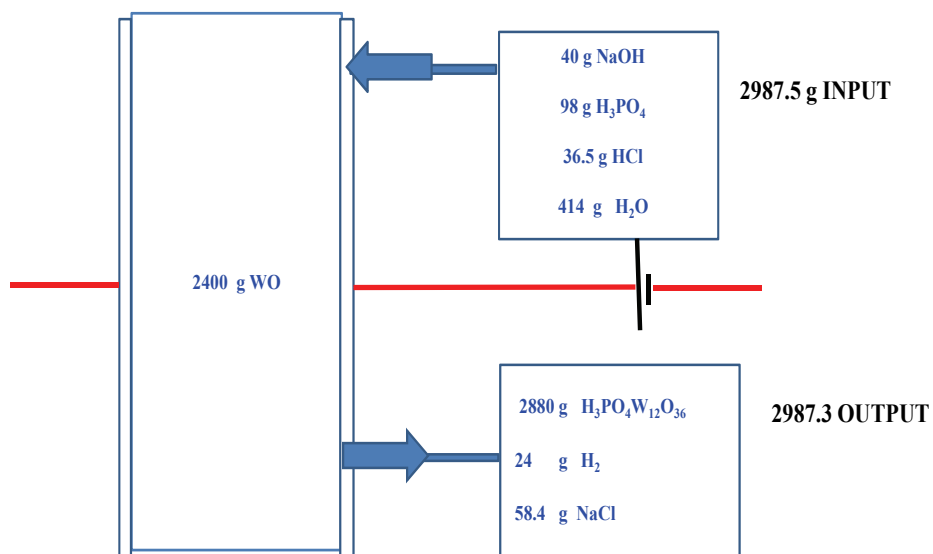 40 g NaOH
98 g H₃PO₄
36.5 g HCl
414 g H₂O
2987.5 g INPUT
2400 g WO
2880 g H₃PO₄W₁₂O₃₆
24 g H₂
58.4 g NaCl
2987.3 OUTPUT